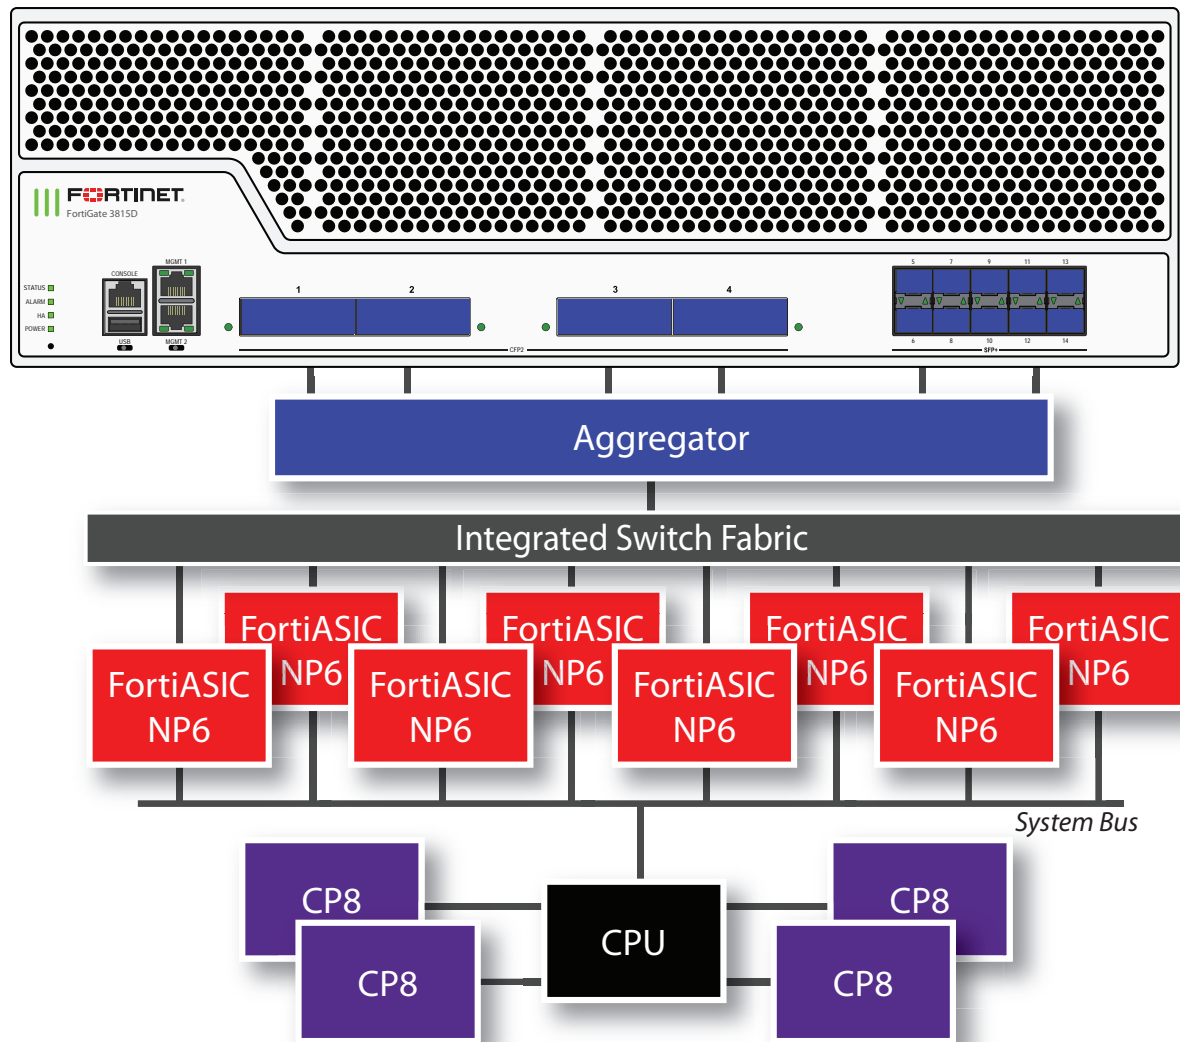 FORTINET
FortiGate 3815D
STATUS
ALARM
HA
POWER
CONSOLE
USB
MGMT 1
MGMT 2
1 2 3 4
CFP2
5 7 9 11 13
6 8 10 12 14
SFP+
Aggregator
Integrated Switch Fabric
FortiASIC
NP6
FortiASIC
NP6
FortiASIC
NP6
FortiASIC
NP6
FortiASIC
NP6
FortiASIC
NP6
FortiASIC
NP6
FortiASIC
NP6
System Bus
CP8
CP8
CPU
CP8
CP8